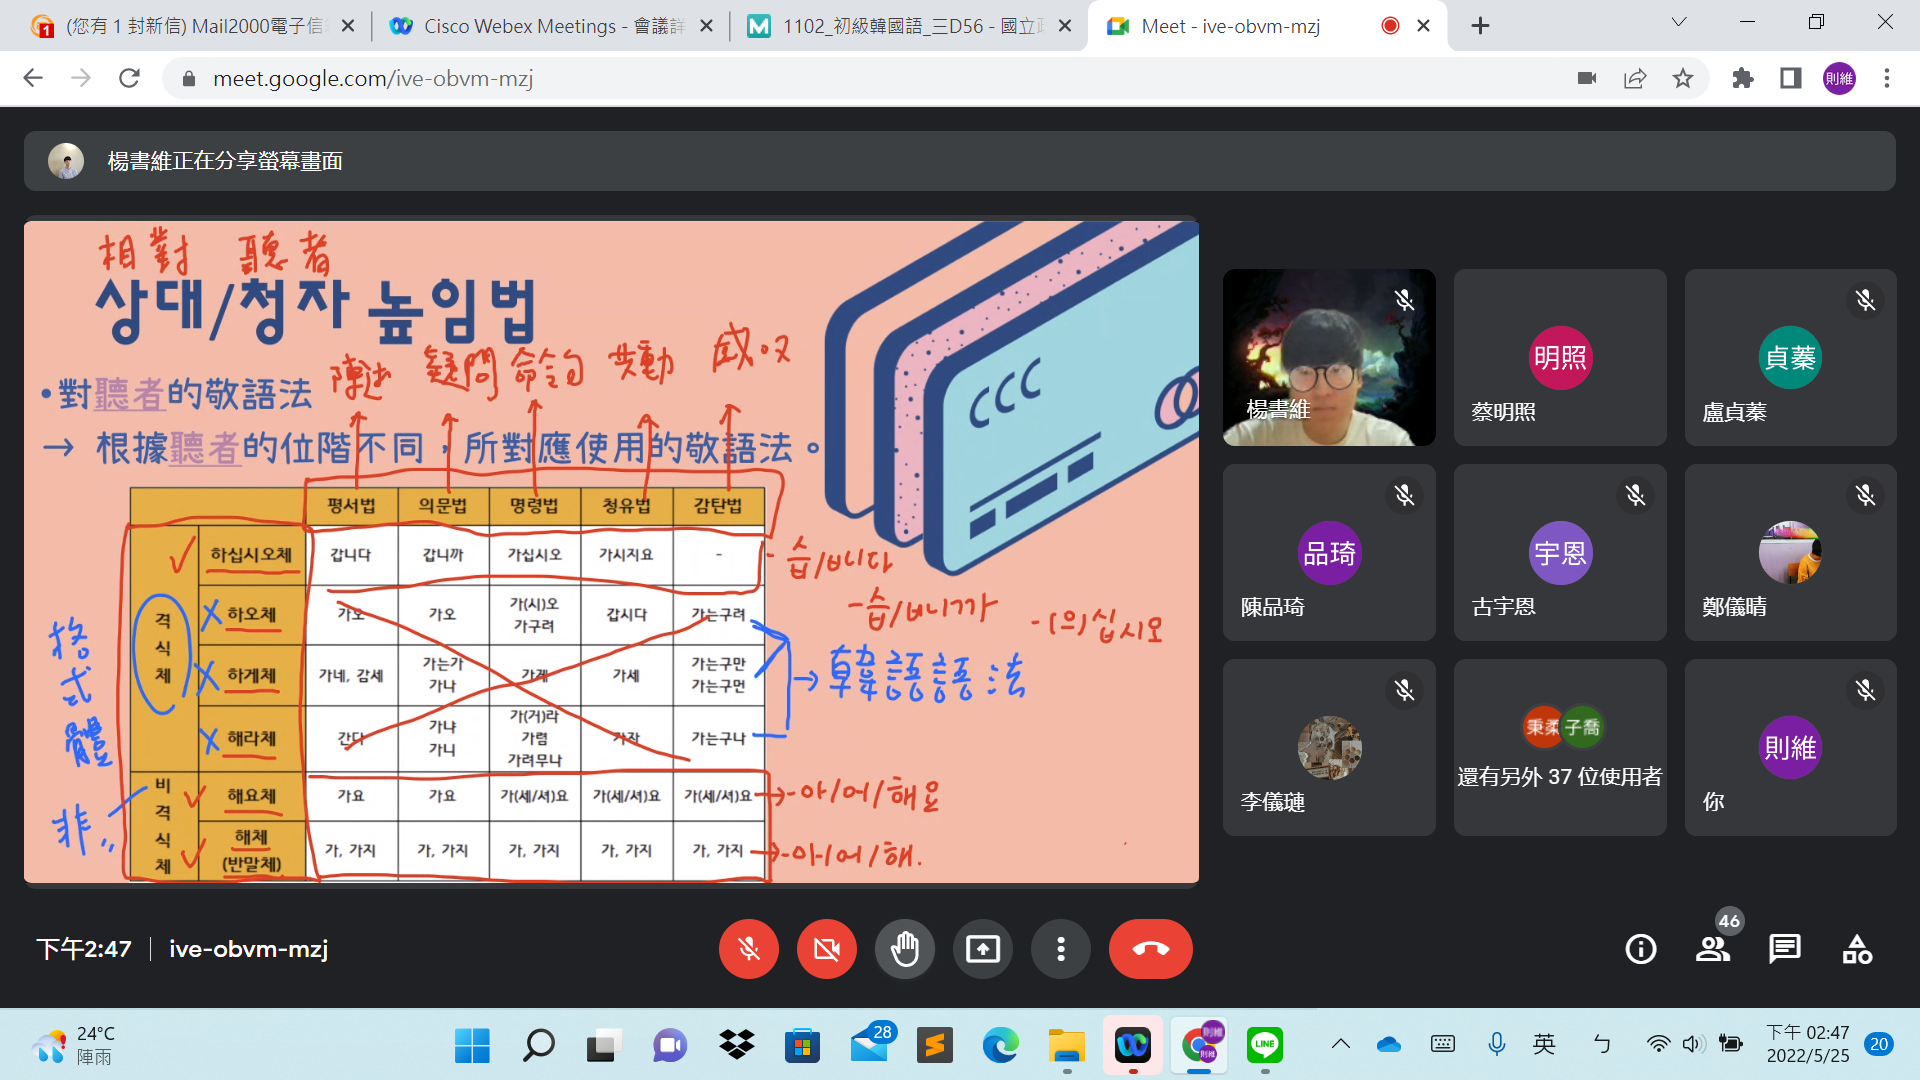 (您有 1 封新信) Mail2000電子信
Cisco Webex Meetings - 會議詳
1102_初級韓國語_三D56 - 國立政
Meet - ive-obvm-mzj
meet.google.com/ive-obvm-mzj
則維
楊書維正在分享螢幕畫面
相對 聽者
상대/청자 높임법
陳述 疑問 命令句 共動 感叹
•對聽者的敬語法
→ 根據聽者的位階不同，所對應使用的敬語法。
CCC
평서법 의문법 명령법 청유법 감탄법
격식체
하십시오체 갑니다 갑니까 가십시오 가시지요 -
하오체 가오 가오 가(시)오 가구려 갑시다 가는구려
하게체 가네, 감세 가는가 가나 가게 가세 가는구만 가는구먼
해라체 간다 가냐 가니 가(거)라 가렴 가려무나 가자 가는구나
비격식체
해요체 가요 가요 가(세/셔)요 가(세/셔)요 가(세/셔)요
해체 (반말체) 가, 가지 가, 가지 가, 가지 가, 가지 가, 가지
格式體
非..
-습/ㅂ니다
-습/ㅂ니까
-(으)십시오
→韓語語法
→-아/어/해요
→-아/어/해.
楊書維
明照
蔡明照
貞蓁
盧貞蓁
品琦
陳品琦
宇恩
古宇恩
鄭儀晴
李儀璉
秉柔 子喬
還有另外 37 位使用者
則維
你
下午2:47 | ive-obvm-mzj
46
24°C
陣雨
28
則維
LINE
英
ㄅ
下午 02:47
2022/5/25
20